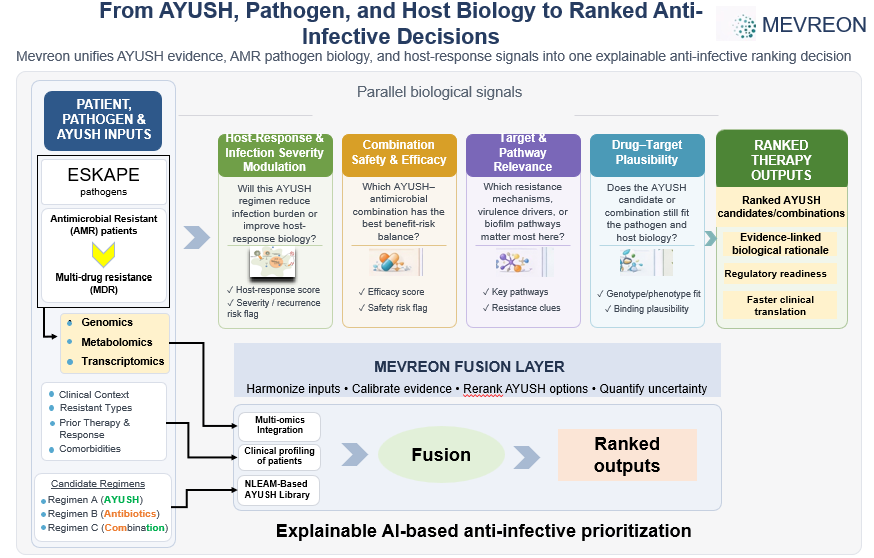 From AYUSH, Pathogen, and Host Biology to Ranked Anti-
Infective Decisions
MEVREON
Mevreon unifies AYUSH evidence, AMR pathogen biology, and host-response signals into one explainable anti-infective ranking decision
Parallel biological signals
PATIENT,
PATHOGEN &
AYUSH INPUTS
ESKAPE
pathogens
Antimicrobial Resistant
(AMR) patients
Multi-drug resistance
(MDR)
• Genomics
• Metabolomics
• Transcriptomics
• Clinical Context
• Resistant Types
• Prior Therapy &
Response
• Comorbidities
Candidate Regimens
• Regimen A (AYUSH)
• Regimen B (Antibiotics)
• Regimen C (Combination)
Host-Response &
Infection Severity
Modulation
Will this AYUSH
regimen reduce
infection burden or
improve host-
response biology?
✓ Host-response score
✓ Severity / recurrence
risk flag
Combination
Safety & Efficacy
Which AYUSH–
antimicrobial
combination has the
best benefit-risk
balance?
✓ Efficacy score
✓ Safety risk flag
Target &
Pathway
Relevance
Which resistance
mechanisms,
virulence drivers, or
biofilm pathways
matter most here?
✓ Key pathways
✓ Resistance clues
Drug–Target
Plausibility
Does the AYUSH
candidate or
combination still fit
the pathogen and
host biology?
✓ Genotype/phenotype fit
✓ Binding plausibility
RANKED
THERAPY
OUTPUTS
Ranked AYUSH
candidates/combinations
Evidence-linked
biological rationale
Regulatory readiness
Faster clinical
translation
MEVREON FUSION LAYER
Harmonize inputs • Calibrate evidence • Rerank AYUSH options • Quantify uncertainty
Multi-omics
Integration
Clinical profiling
of patients
NLEAM-Based
AYUSH Library
Fusion
Ranked
outputs
Explainable AI-based anti-infective prioritization